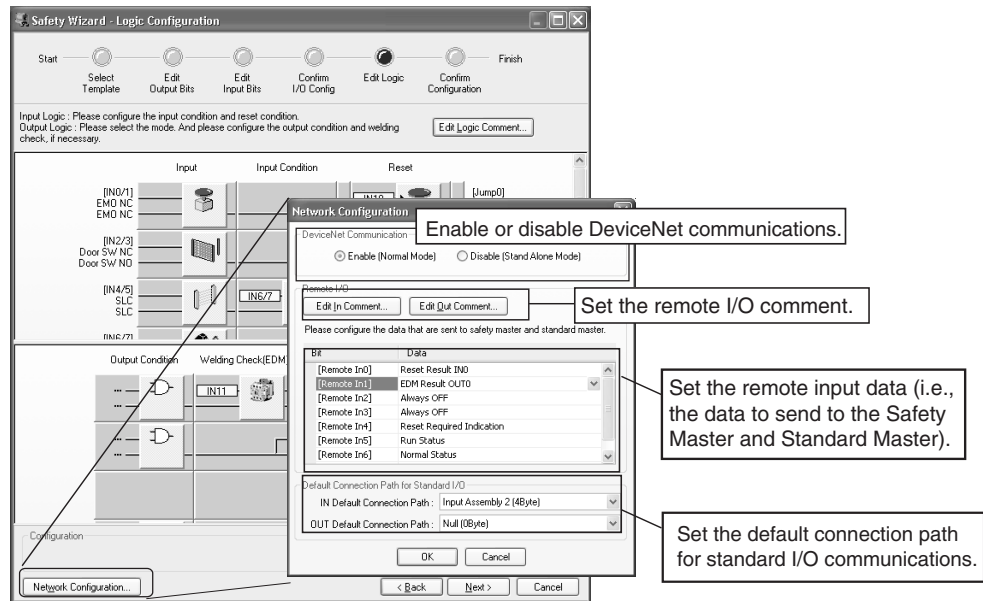 Safety Wizard - Logic Configuration
Start
Select Template
Edit Output Bits
Edit Input Bits
Confirm I/O Config
Edit Logic
Confirm Configuration
Finish
Input Logic : Please configure the input condition and reset condition.
Output Logic : Please select the mode. And please configure the output condition and welding
check, if necessary.
Edit Logic Comment...
Input
Input Condition
Reset
[IN0/1]
EMO NC
EMO NC
[Jump0]
[IN2/3]
Door SW NC
Door SW NO
[IN4/5]
SLC
SLC
IN6/7
Output Condition
Welding Check(EDM)
IN11
Configuration
Network Configuration...
< Back
Next >
Cancel
Network Configuration
DeviceNet Communication
Enable (Normal Mode)
Disable (Stand Alone Mode)
Remote I/O
Edit In Comment...
Edit Out Comment...
Please configure the data that are sent to safety master and standard master.
Bit Data
[Remote In0] Reset Result IN0
[Remote In1] EDM Result OUT0
[Remote In2] Always OFF
[Remote In3] Always OFF
[Remote In4] Reset Required Indication
[Remote In5] Run Status
[Remote In6] Normal Status
Default Connection Path for Standard I/O
IN Default Connection Path : Input Assembly 2 (4Byte)
OUT Default Connection Path : Null (0Byte)
OK
Cancel
Enable or disable DeviceNet communications.
Set the remote I/O comment.
Set the remote input data (i.e.,
the data to send to the Safety
Master and Standard Master).
Set the default connection path
for standard I/O communications.